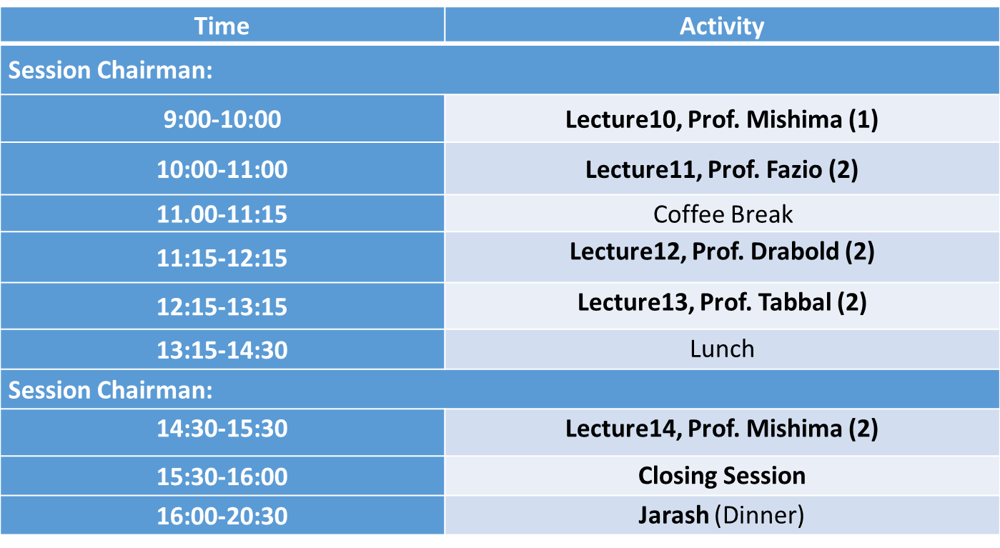 Time Activity
Session Chairman:
9:00-10:00 Lecture10, Prof. Mishima (1)
10:00-11:00 Lecture11, Prof. Fazio (2)
11.00-11:15 Coffee Break
11:15-12:15 Lecture12, Prof. Drabold (2)
12:15-13:15 Lecture13, Prof. Tabbal (2)
13:15-14:30 Lunch
Session Chairman:
14:30-15:30 Lecture14, Prof. Mishima (2)
15:30-16:00 Closing Session
16:00-20:30 Jarash (Dinner)